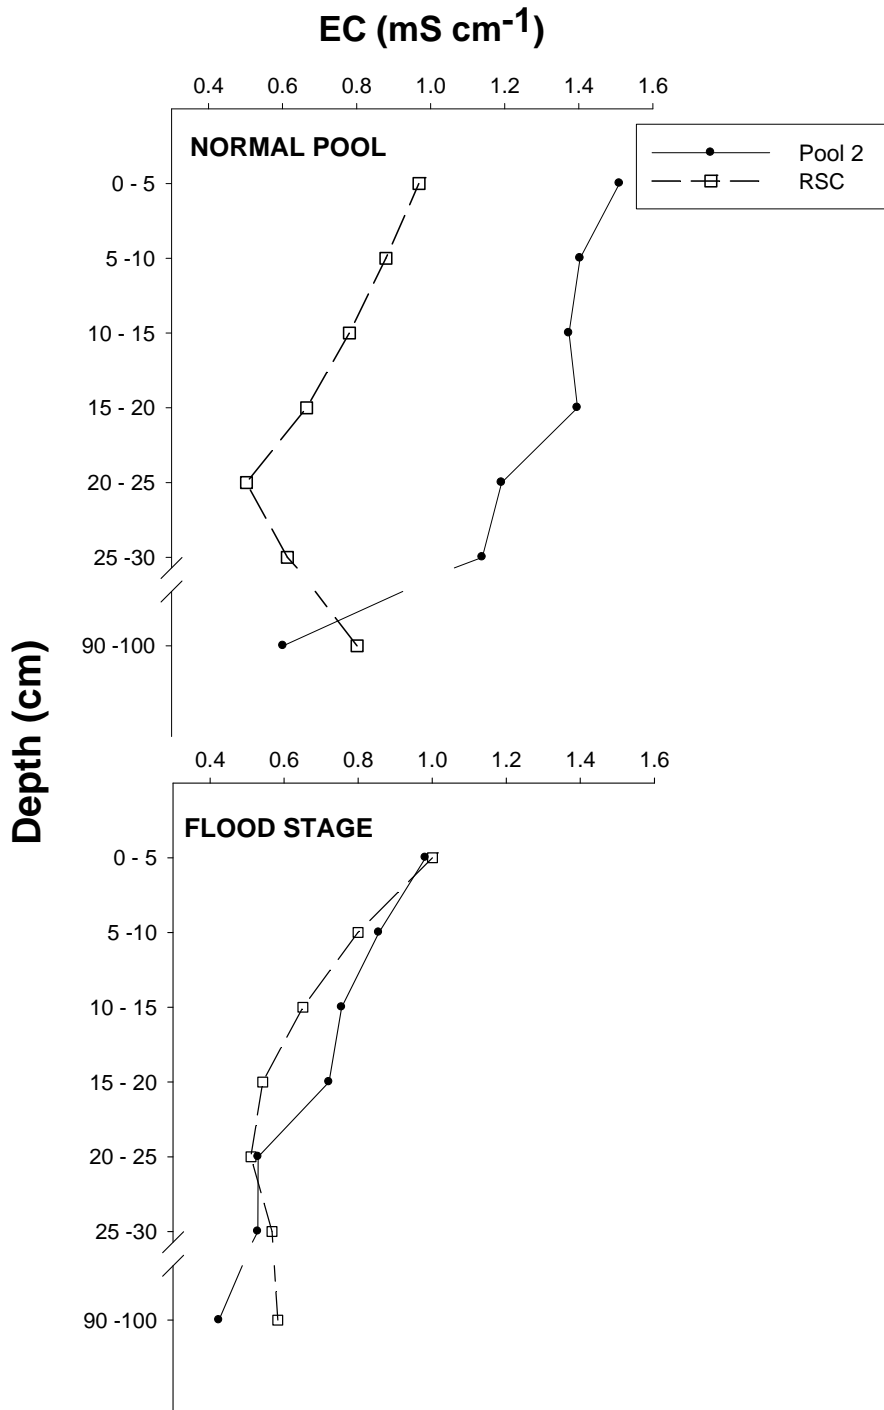 EC (mS cm-1)
0.4 0.6 0.8 1.0 1.2 1.4 1.6
NORMAL POOL
Pool 2
RSC
0 - 5
5 -10
10 - 15
15 - 20
20 - 25
25 -30
90 -100
Depth (cm)
0.4 0.6 0.8 1.0 1.2 1.4 1.6
FLOOD STAGE
0 - 5
5 -10
10 - 15
15 - 20
20 - 25
25 -30
90 -100